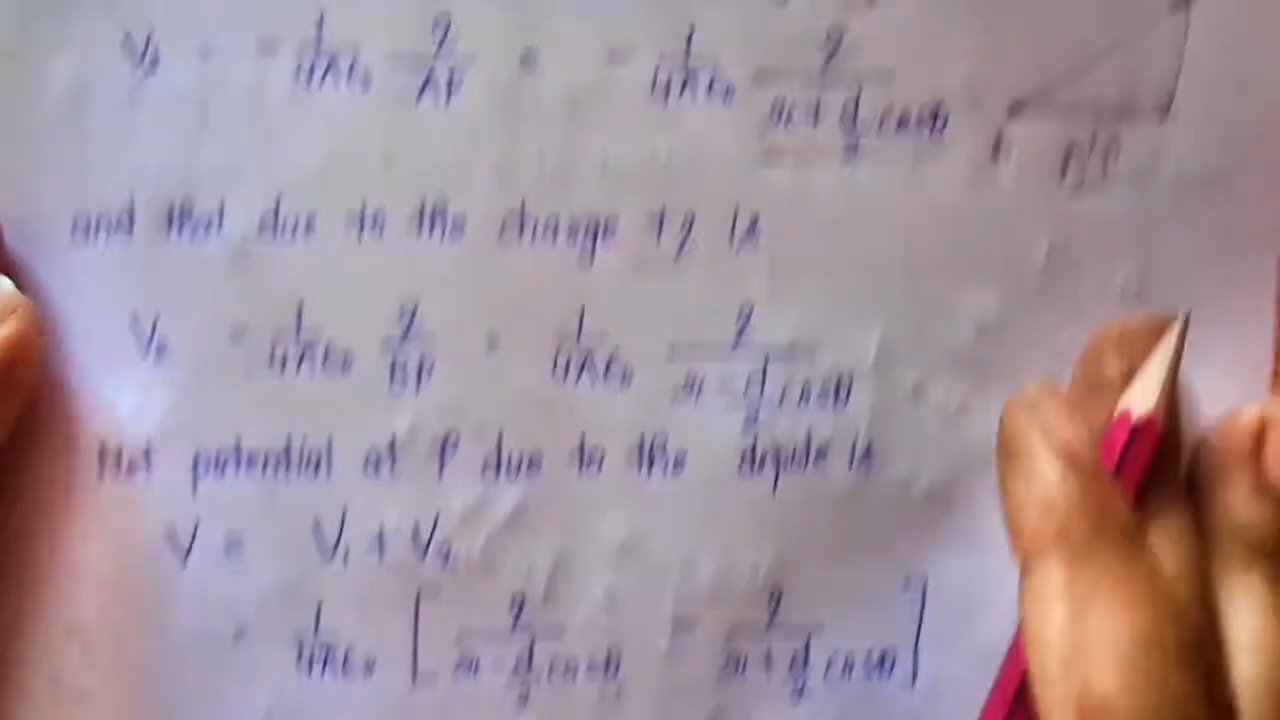 V₁ = - 1/4πε₀ q/AP = - 1/4πε₀ q/(r + d/2 cosθ)
and that due to the charge +q is
V₂ = 1/4πε₀ q/BP = 1/4πε₀ q/(r - d/2 cosθ)
Net potential at P due to the dipole is
V = V₁ + V₂
= 1/4πε₀ [ q/(r - d/2 cosθ) - q/(r + d/2 cosθ) ]